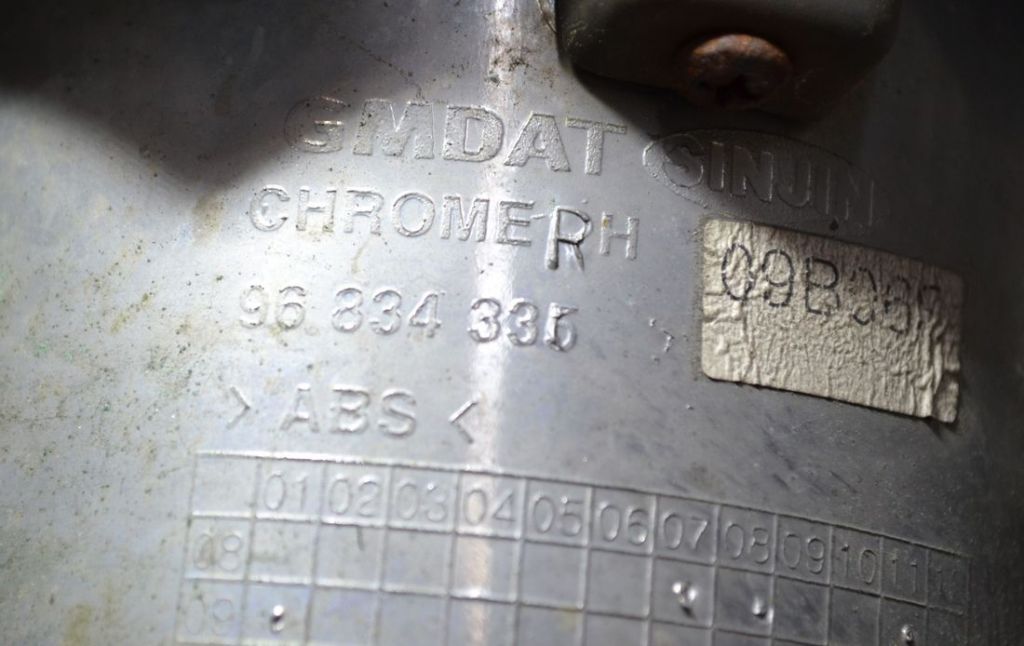 GMDAT SINJIN
CHROME RH
96 834 335
> ABS <
01 02 03 04 05 06 07 08 09 10 11
08
09